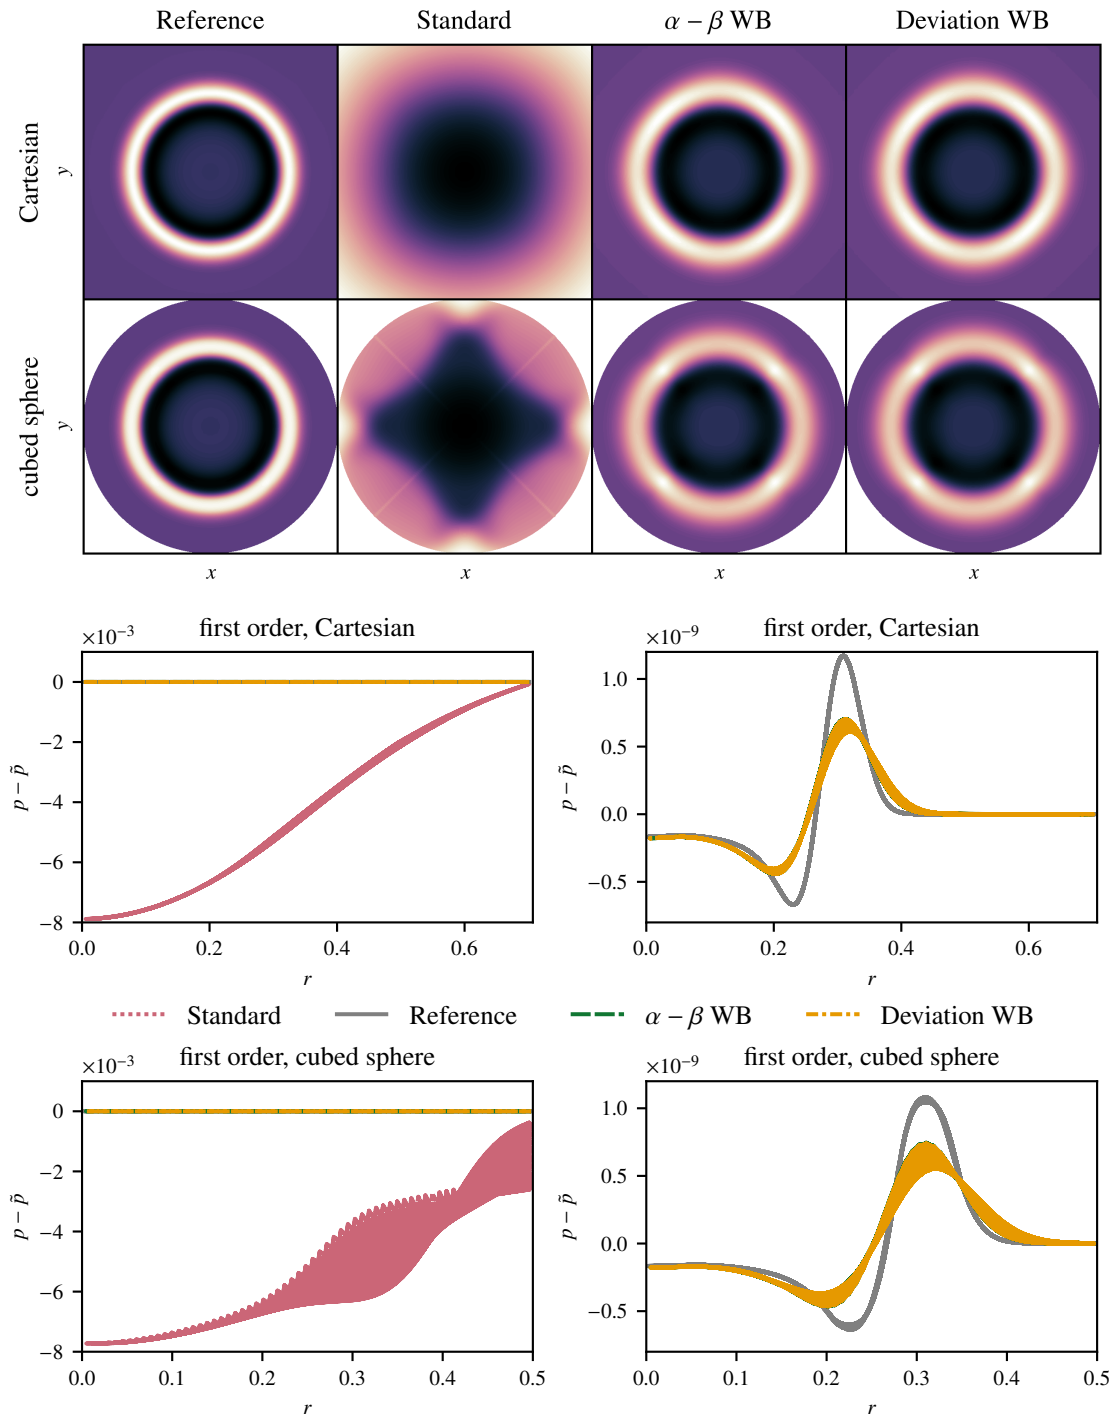 Reference Standard α − β WB Deviation WB
Cartesian
y
cubed sphere
y
x x x x
×10⁻³ first order, Cartesian
0
−2
−4
−6
−8
p − p̃
0.0 0.2 0.4 0.6
r
×10⁻⁹ first order, Cartesian
1.0
0.5
0.0
−0.5
p − p̃
0.0 0.2 0.4 0.6
r
Standard Reference α − β WB Deviation WB
×10⁻³ first order, cubed sphere
0
−2
−4
−6
−8
p − p̃
0.0 0.1 0.2 0.3 0.4 0.5
r
×10⁻⁹ first order, cubed sphere
1.0
0.5
0.0
−0.5
p − p̃
0.0 0.1 0.2 0.3 0.4 0.5
r